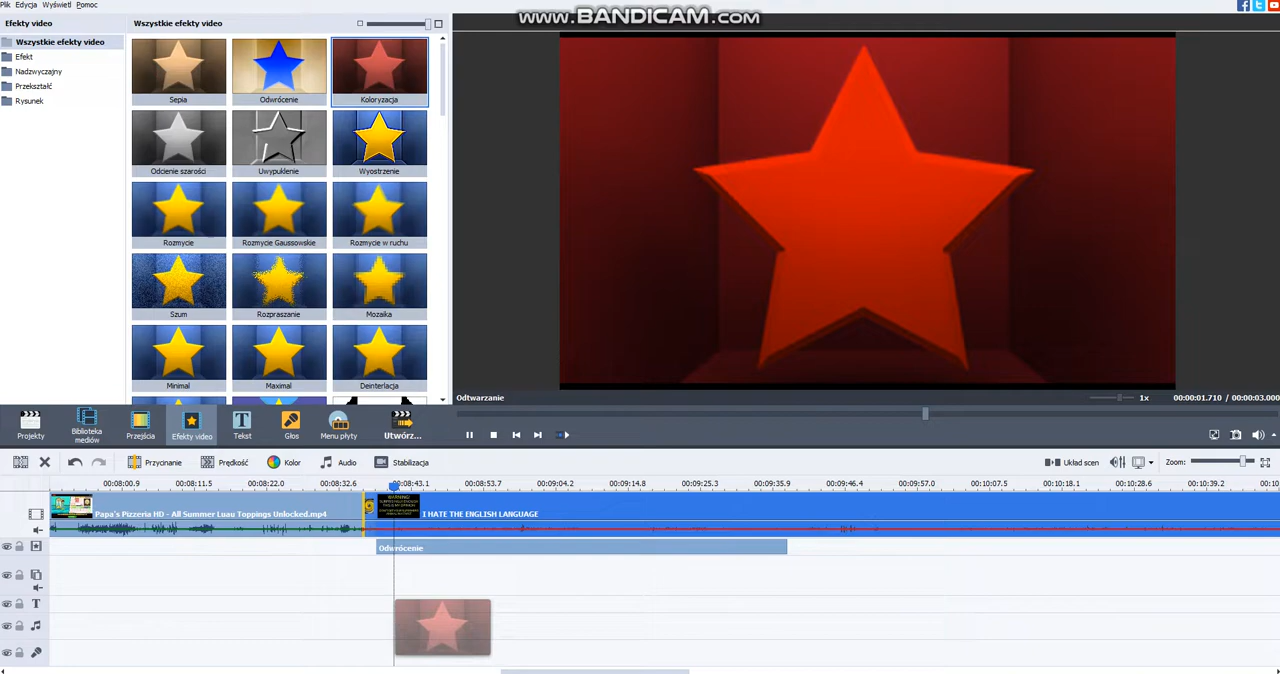 Plik Edycja Wyświetl Pomoc
www.BANDICAM.com
Efekty video
Wszystkie efekty video
Wszystkie efekty video
Efekt
Nadzwyczajny
Przekształć
Rysunek
Sepia Odwrócenie Koloryzacja
Odcienie szarości Uwypuklenie Wyostrzenie
Rozmycie Rozmycie Gaussowskie Rozmycie w ruchu
Szum Rozpraszanie Mozaika
Minimal Maximal Deinterlacja
Odtwarzanie
1x
00:00:01.710 / 00:00:03.000
Projekty
Biblioteka mediów
Przejścia
Efekty video
Tekst
Głos
Menu płyty
Utwórz...
Przycinanie Prędkość Kolor Audio Stabilizacja
Układ scen
Zoom:
00:08:00.9 00:08:11.5 00:08:22.0 00:08:32.6 00:08:43.1 00:08:53.7 00:09:04.2 00:09:14.8 00:09:25.3 00:09:35.9 00:09:46.4 00:09:57.0 00:10:07.5 00:10:18.1 00:10:28.6 00:10:39.2 00:10
Papa's Pizzeria HD - All Summer Luau Toppings Unlocked.mp4
WARNING!
I HATE THE ENGLISH LANGUAGE
Odwrócenie